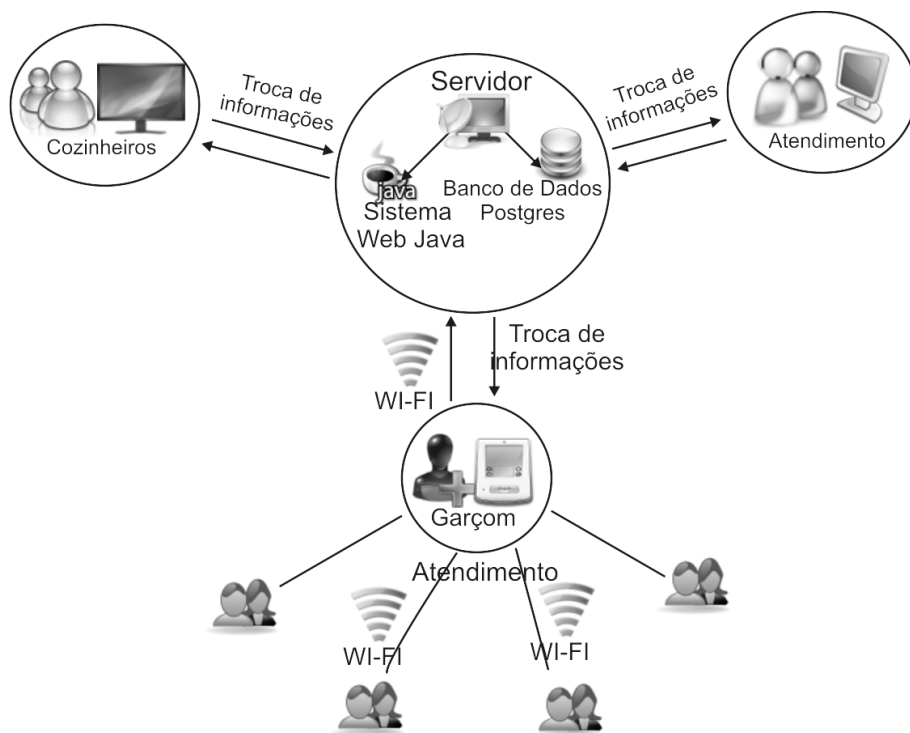 Servidor
Troca de
informações
Cozinheiros
Troca de
informações
Atendimento
java
Sistema
Web Java
Banco de Dados
Postgres
Troca de
informações
WI-FI
Garçom
Atendimento
WI-FI
WI-FI